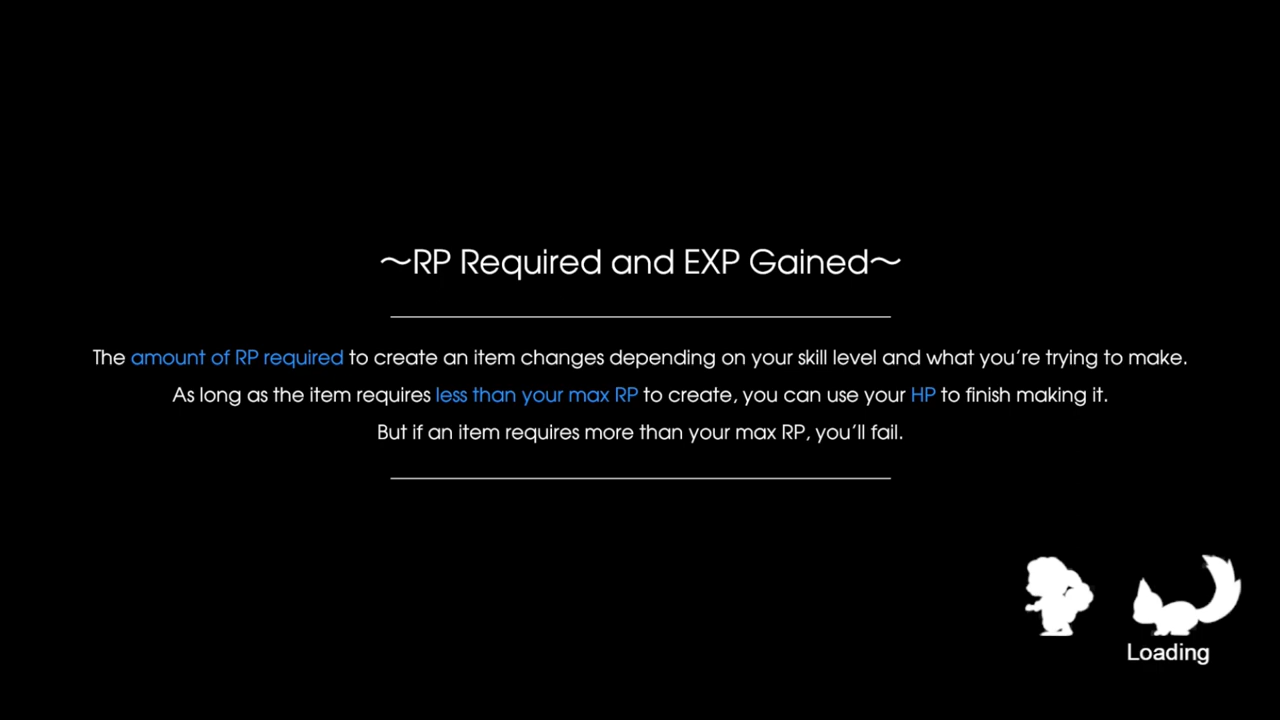 ～RP Required and EXP Gained～
The amount of RP required to create an item changes depending on your skill level and what you're trying to make.
As long as the item requires less than your max RP to create, you can use your HP to finish making it.
But if an item requires more than your max RP, you'll fail.
Loading